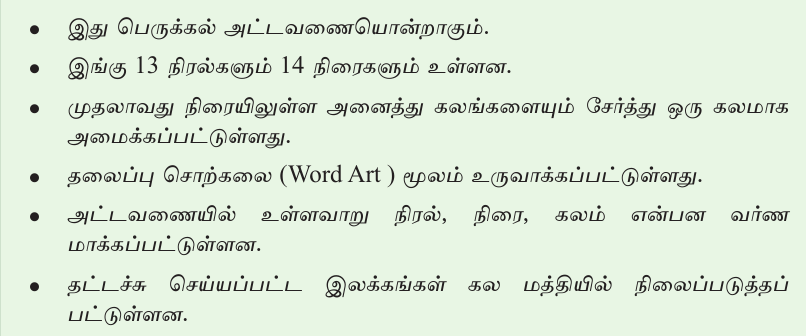 • இது பெருக்கல் அட்டவணையொன்றாகும்.
• இங்கு 13 நிரல்களும் 14 நிரைகளும் உள்ளன.
• முதலாவது நிரையிலுள்ள அனைத்து கலங்களையும் சேர்த்து ஒரு கலமாக
அமைக்கப்பட்டுள்ளது.
• தலைப்பு சொற்கலை (Word Art ) மூலம் உருவாக்கப்பட்டுள்ளது.
• அட்டவணையில் உள்ளவாறு நிரல், நிரை, கலம் என்பன வர்ண
மாக்கப்பட்டுள்ளன.
• தட்டச்சு செய்யப்பட்ட இலக்கங்கள் கல மத்தியில் நிலைப்படுத்தப்
பட்டுள்ளன.